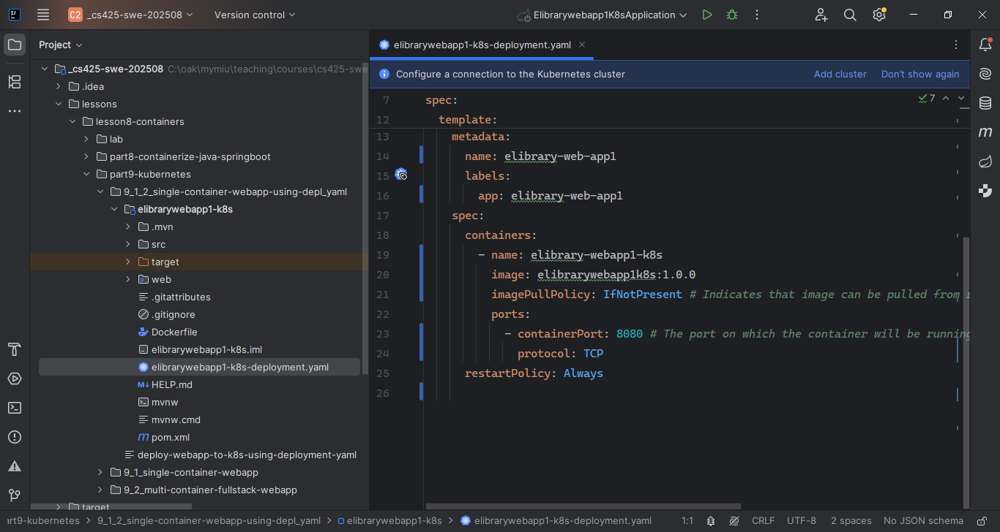 C2 _cs425-swe-202508 Version control Elibrarywebapp1K8sApplication
Project
_cs425-swe-202508 C:\oak\mymiu\teaching\courses\cs425-swe
.idea
lessons
lesson8-containers
lab
part8-containerize-java-springboot
part9-kubernetes
9_1_2_single-container-webapp-using-depl_yaml
elibrarywebapp1-k8s
.mvn
src
target
web
.gitattributes
.gitignore
Dockerfile
elibrarywebapp1-k8s.iml
elibrarywebapp1-k8s-deployment.yaml
M↓ HELP.md
mvnw
mvnw.cmd
m pom.xml
deploy-webapp-to-k8s-using-deployment-yaml
9_1_single-container-webapp
9_2_multi-container-fullstack-webapp
target
elibrarywebapp1-k8s-deployment.yaml
Configure a connection to the Kubernetes cluster Add cluster Don't show again
7 spec: 7
12 template:
13 metadata:
14 name: elibrary-web-app1
15 labels:
16 app: elibrary-web-app1
17 spec:
18 containers:
19 - name: elibrary-webapp1-k8s
20 image: elibrarywebapp1k8s:1.0.0
21 imagePullPolicy: IfNotPresent # Indicates that image can be pulled from
22 ports:
23 - containerPort: 8080 # The port on which the container will be running
24 protocol: TCP
25 restartPolicy: Always
26
m
art9-kubernetes > 9_1_2_single-container-webapp-using-depl_yaml > elibrarywebapp1-k8s > elibrarywebapp1-k8s-deployment.yaml 1:1 CRLF UTF-8 2 spaces No JSON schema